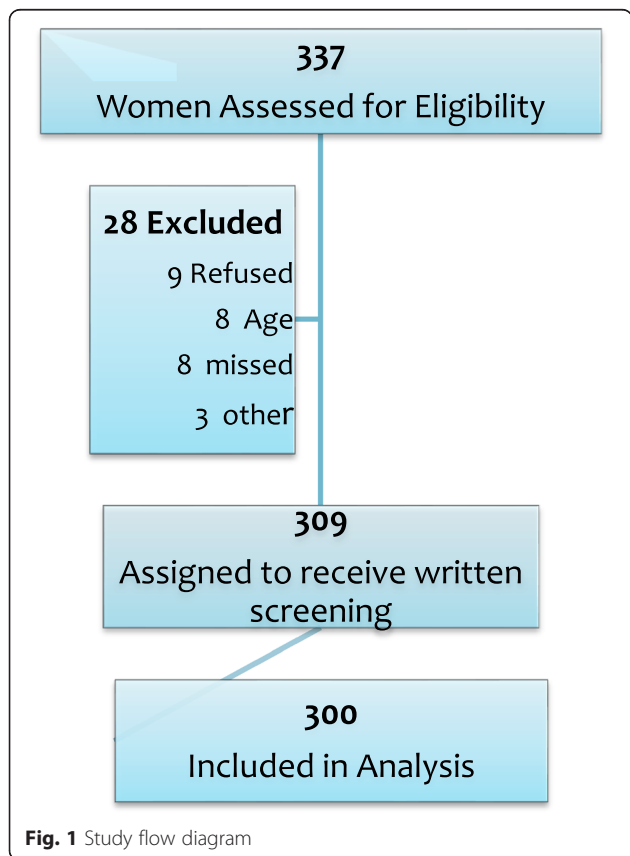 337
Women Assessed for Eligibility
28 Excluded
9 Refused
8 Age
8 missed
3 other
309
Assigned to receive written
screening
300
Included in Analysis
Fig. 1 Study flow diagram